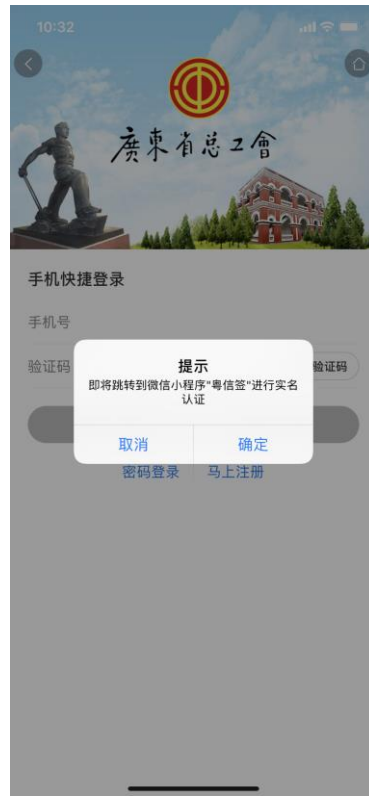 10:32
廣東省总工會
手机快捷登录
手机号
验证码
验证码
提示
即将跳转到微信小程序"粤信签"进行实名
认证
取消
确定
密码登录
马上注册